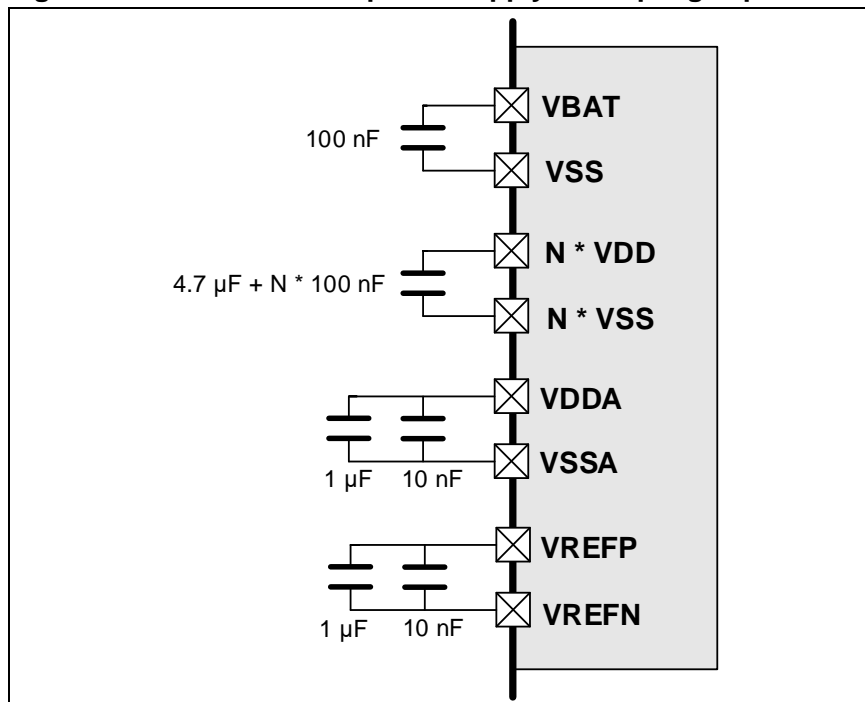 VBAT
100 nF
VSS
N * VDD
4.7 µF + N * 100 nF
N * VSS
VDDA
VSSA
1 µF 10 nF
VREFP
VREFN
1 µF 10 nF